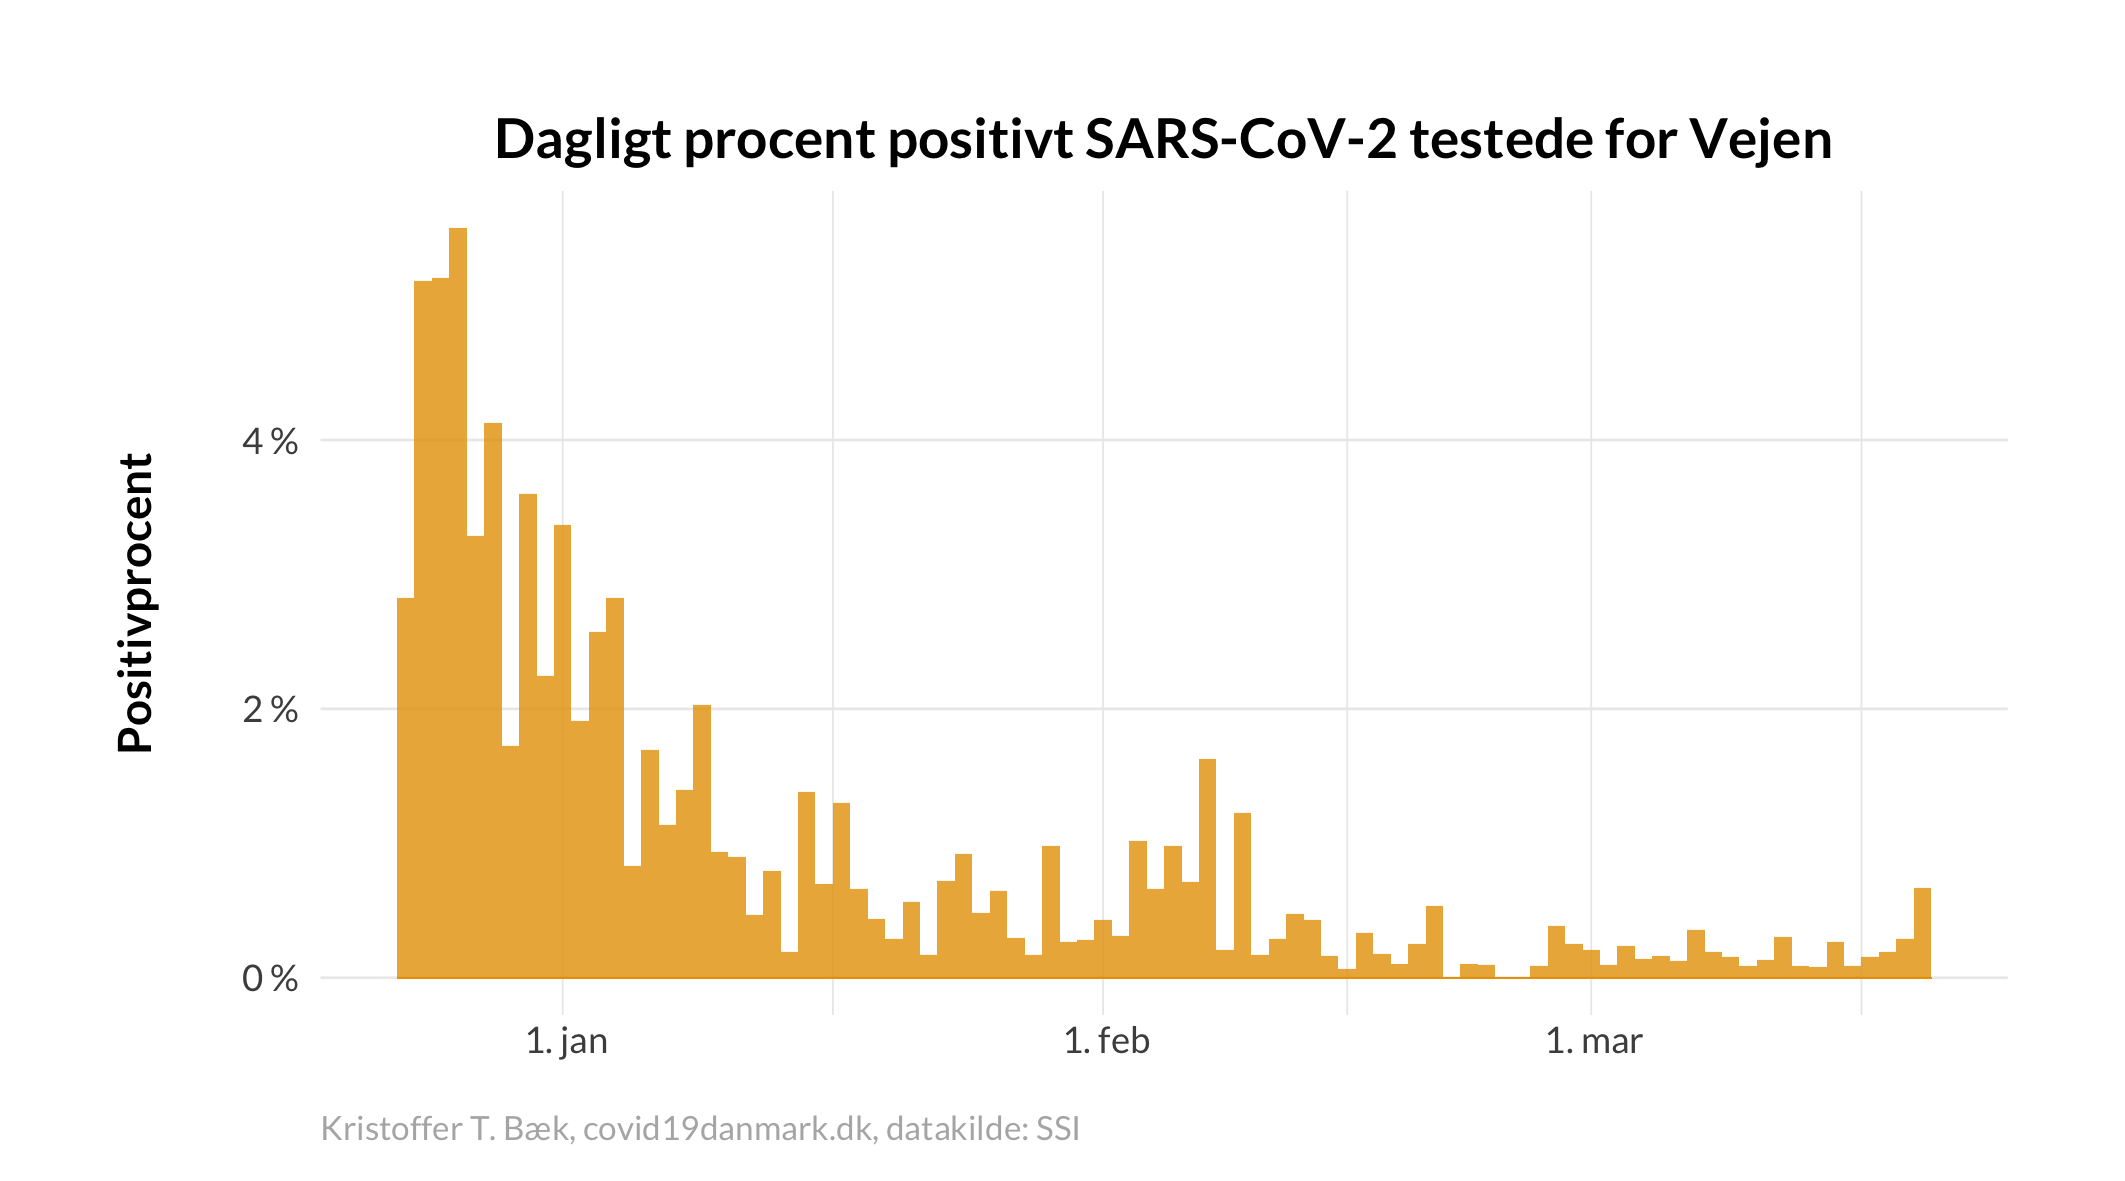 Dagligt procent positivt SARS-CoV-2 testede for Vejen
Positivprocent
4 %
2 %
0 %
1. jan
1. feb
1. mar
Kristoffer T. Bæk, covid19danmark.dk, datakilde: SSI